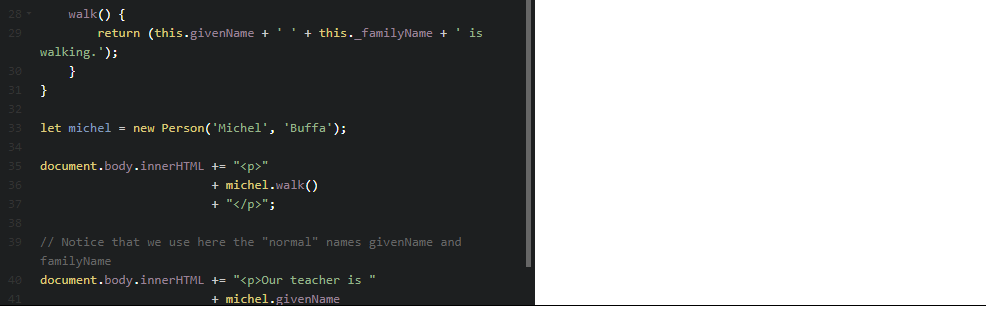 28 walk() {
29 return (this.givenName + ' ' + this._familyName + ' is
walking.');
30 }
31 }
32
33 let michel = new Person('Michel', 'Buffa');
34
35 document.body.innerHTML += "<p>"
36 + michel.walk()
37 + "</p>";
38
39 // Notice that we use here the "normal" names givenName and
familyName
40 document.body.innerHTML += "<p>Our teacher is "
41 + michel.givenName